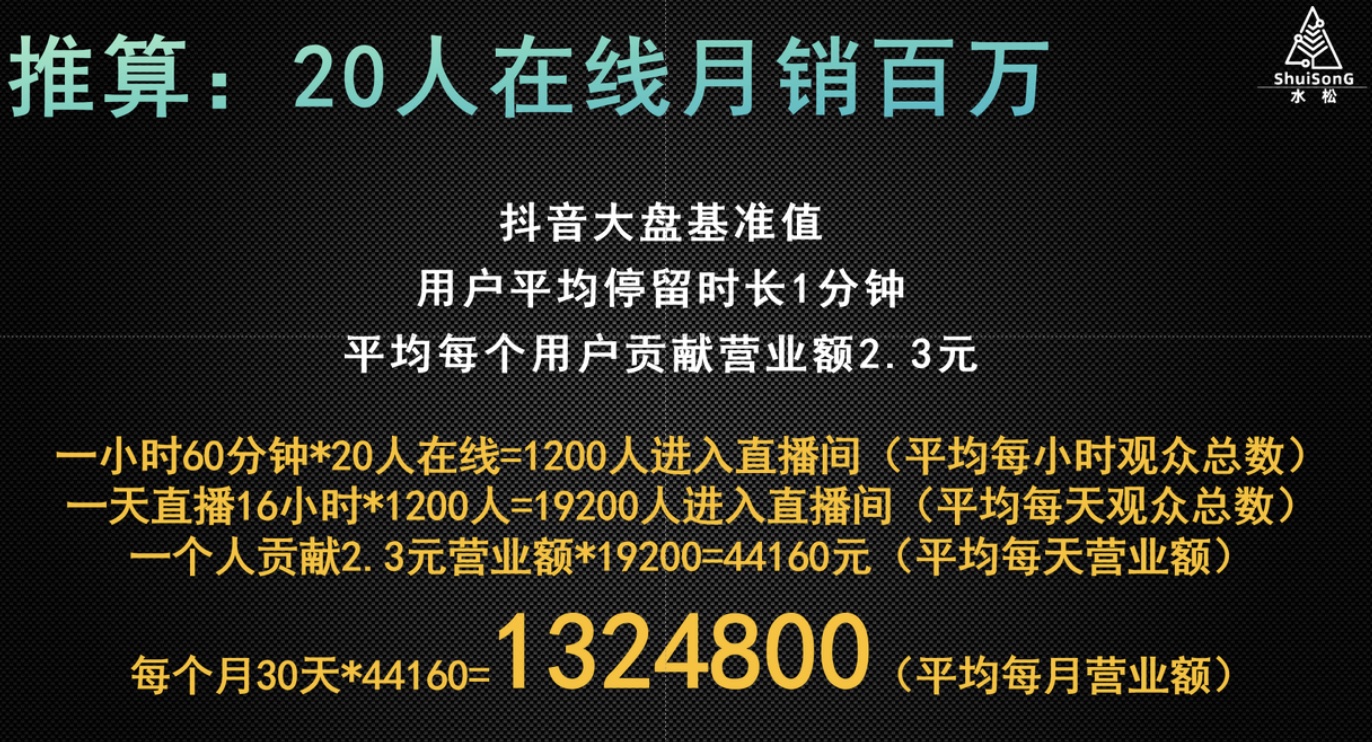 推算：20人在线月销百万
ShuiSonG
水 松
抖音大盘基准值
用户平均停留时长1分钟
平均每个用户贡献营业额2.3元
一小时60分钟*20人在线=1200人进入直播间（平均每小时观众总数）
一天直播16小时*1200人=19200人进入直播间（平均每天观众总数）
一个人贡献2.3元营业额*19200=44160元（平均每天营业额）
每个月30天*44160=1324800（平均每月营业额）